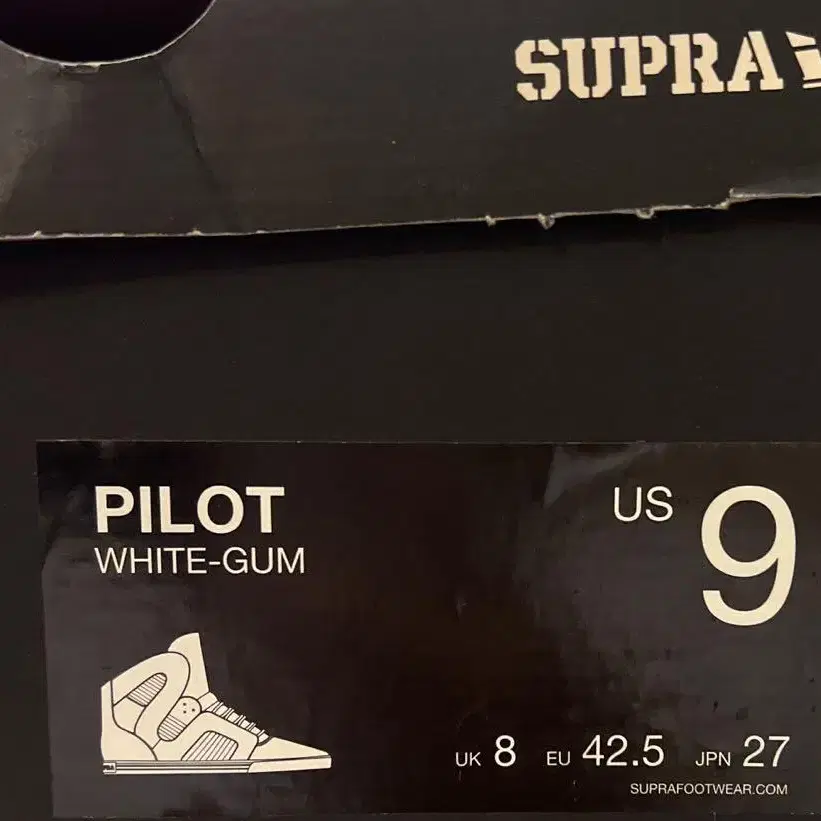 SUPRA
PILOT
WHITE-GUM
US 9
UK 8 EU 42.5 JPN 27
SUPRAFOOTWEAR.COM